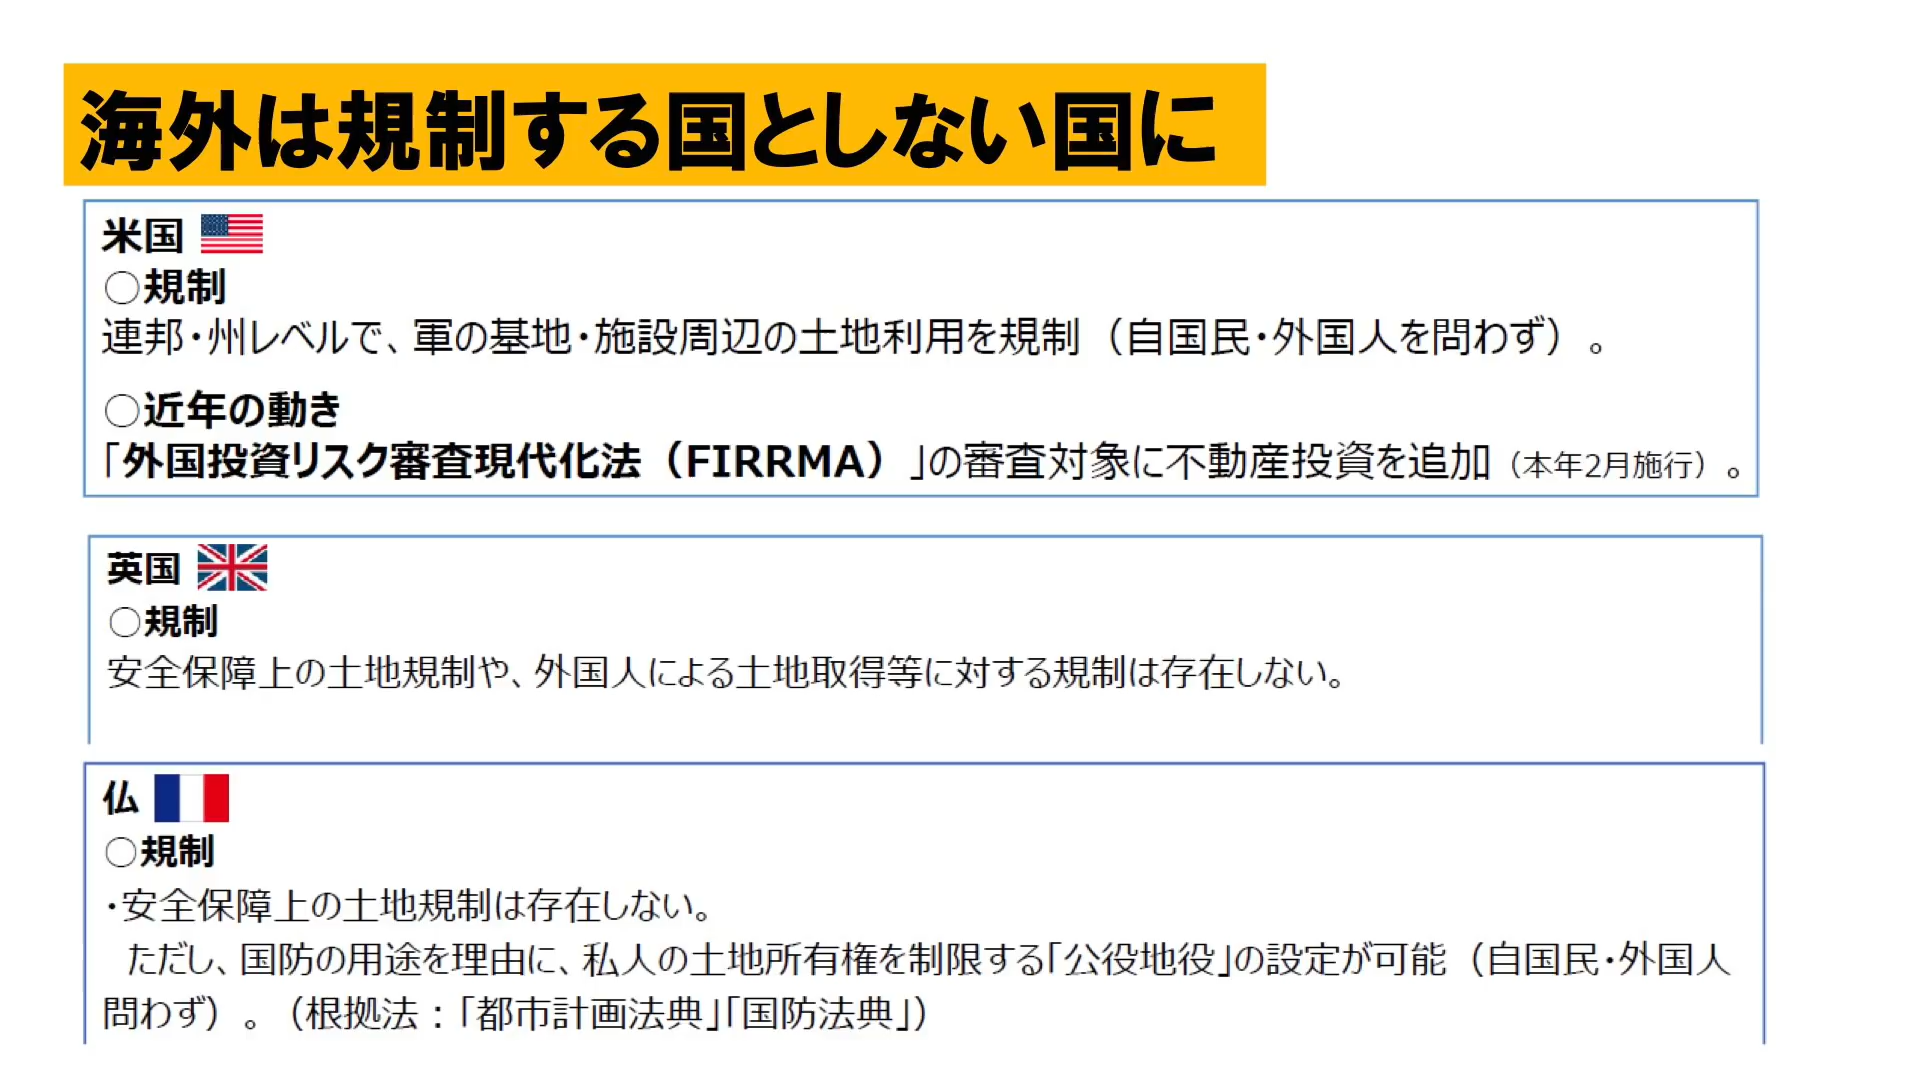 海外は規制する国としない国に
米国
○規制
連邦・州レベルで、軍の基地・施設周辺の土地利用を規制（自国民・外国人を問わず）。
○近年の動き
「外国投資リスク審査現代化法（FIRRMA）」の審査対象に不動産投資を追加（本年2月施行）。
英国
○規制
安全保障上の土地規制や、外国人による土地取得等に対する規制は存在しない。
仏
○規制
・安全保障上の土地規制は存在しない。
ただし、国防の用途を理由に、私人の土地所有権を制限する「公役地役」の設定が可能（自国民・外国人
問わず）。（根拠法：「都市計画法典」「国防法典」）